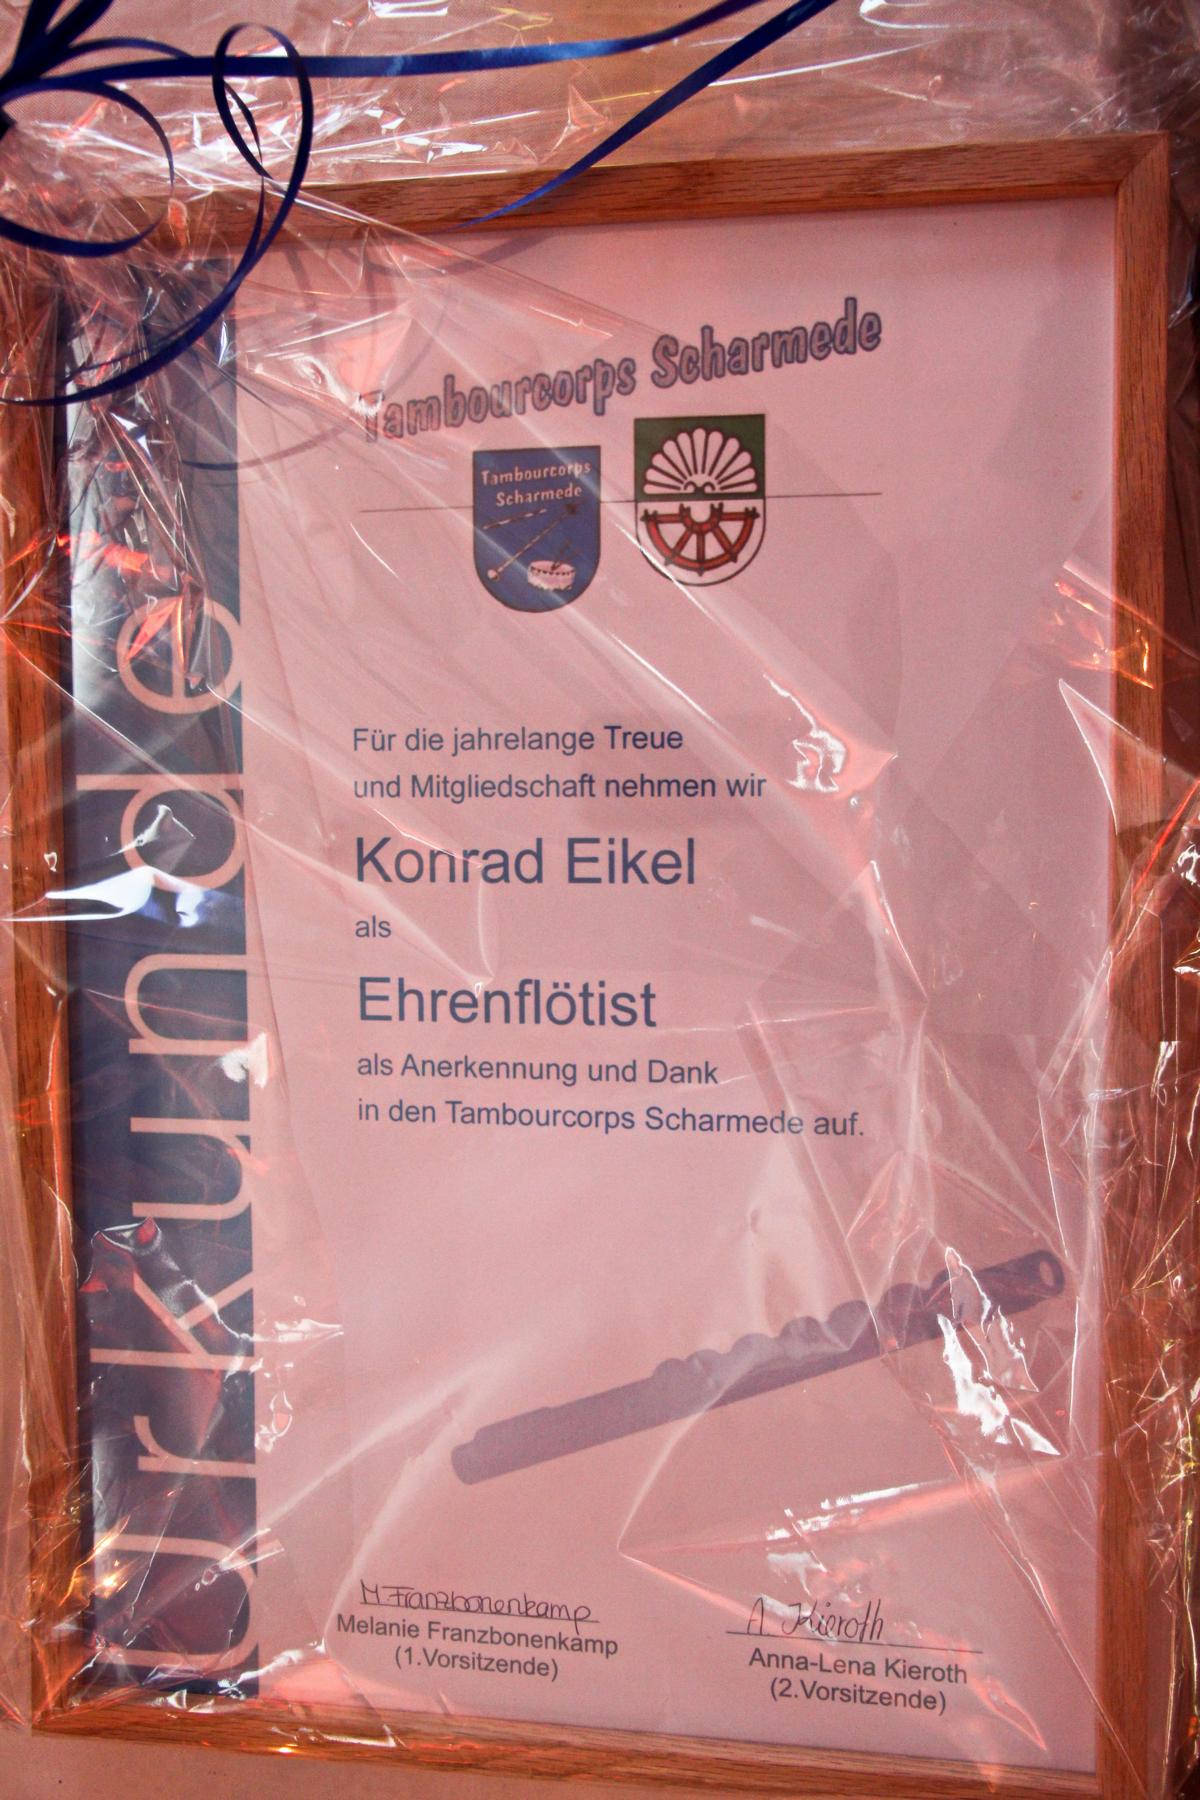 Urkunde
Tambourcorps Scharmede
Tambourcorps
Scharmede
Für die jahrelange Treue
und Mitgliedschaft nehmen wir
Konrad Eikel
als
Ehrenflötist
als Anerkennung und Dank
in den Tambourcorps Scharmede auf.
M Franzbonenkamp
Melanie Franzbonenkamp
(1.Vorsitzende)
A. Kieroth
Anna-Lena Kieroth
(2.Vorsitzende)